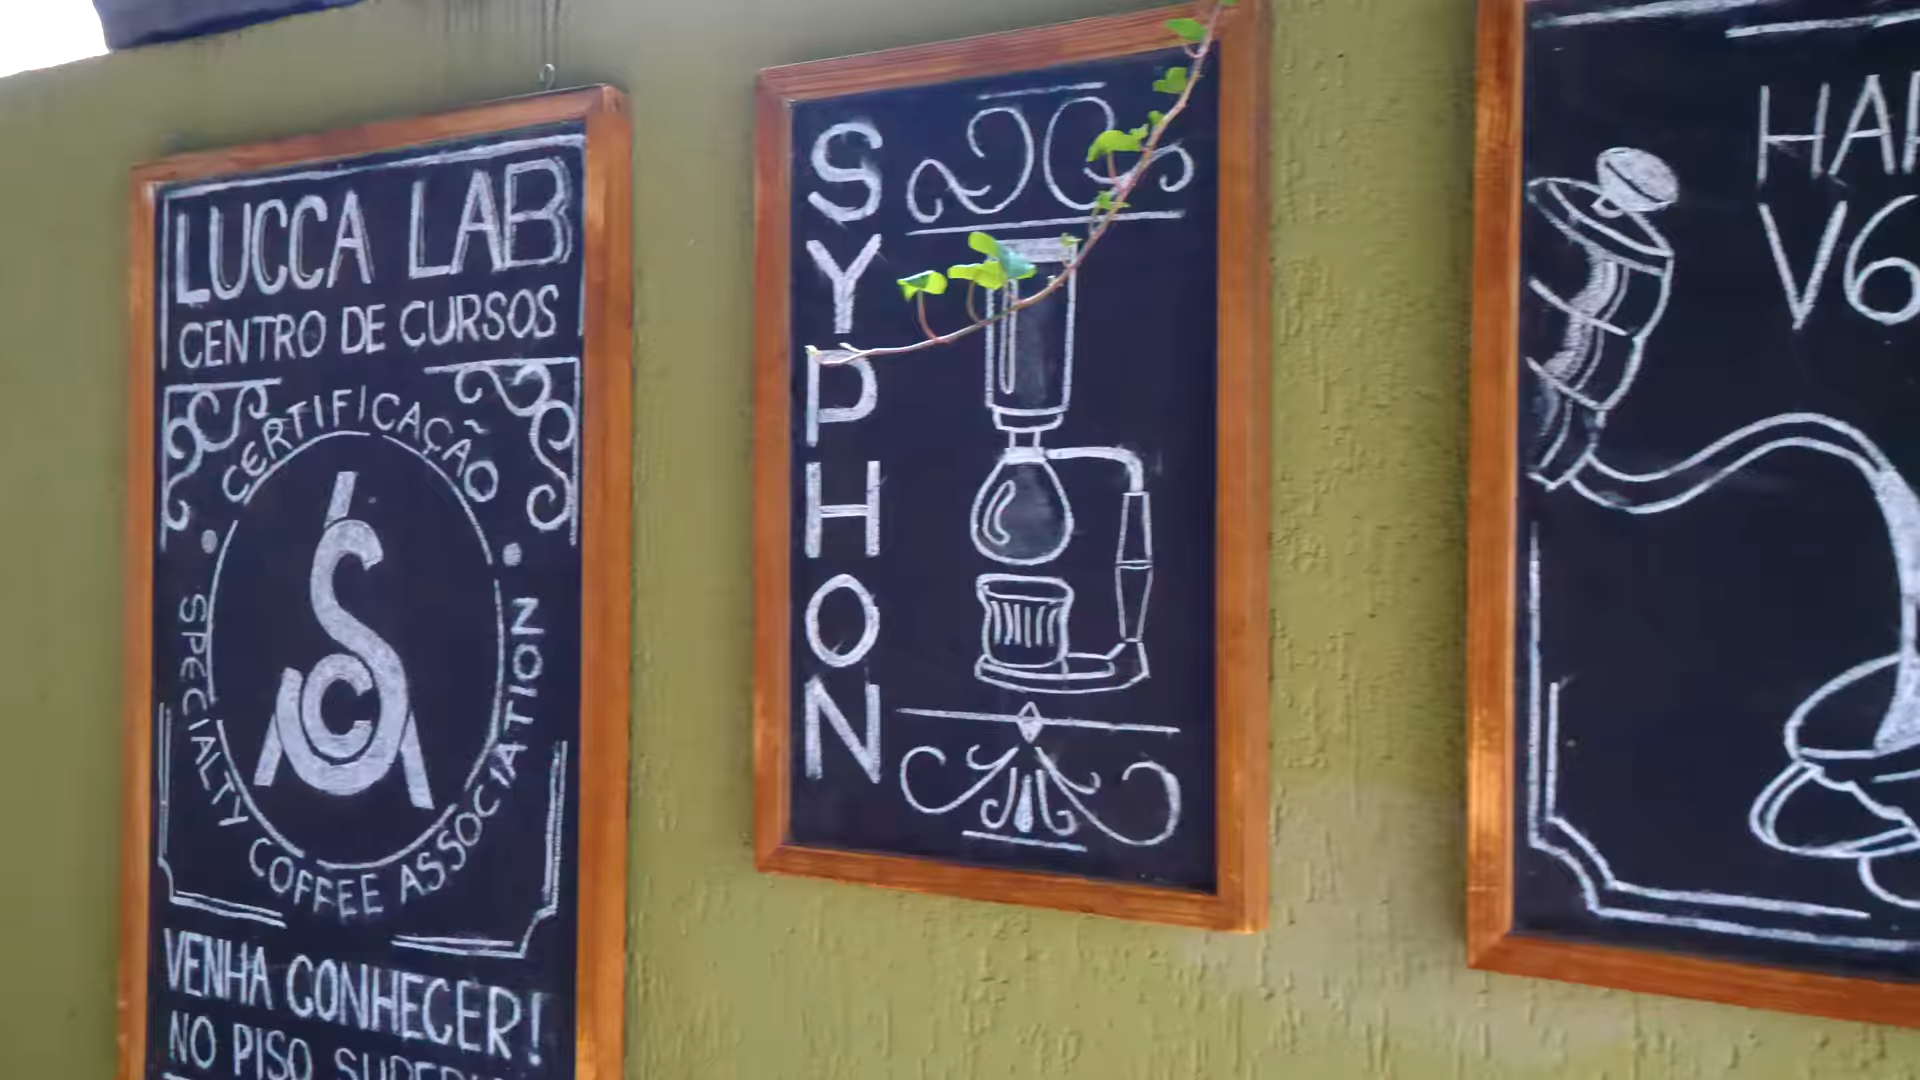 LUCCA LAB
CENTRO DE CURSOS
CERTIFICAÇÃO
SCA
SPECIALTY COFFEE ASSOCIATION
VENHA CONHECER!
NO PISO
SYPHON